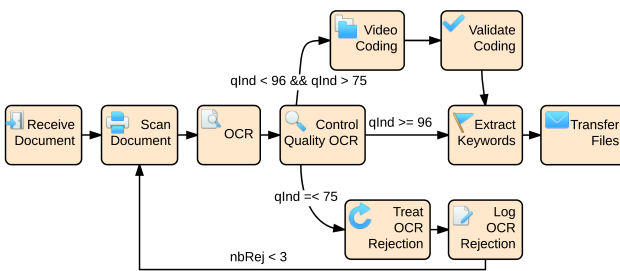 Video
Coding
Validate
Coding
qInd < 96 && qInd > 75
Receive
Document
Scan
Document
OCR
Control
Quality OCR
qInd >= 96
Extract
Keywords
Transfer
Files
qInd =< 75
Treat
OCR
Rejection
Log
OCR
Rejection
nbRej < 3